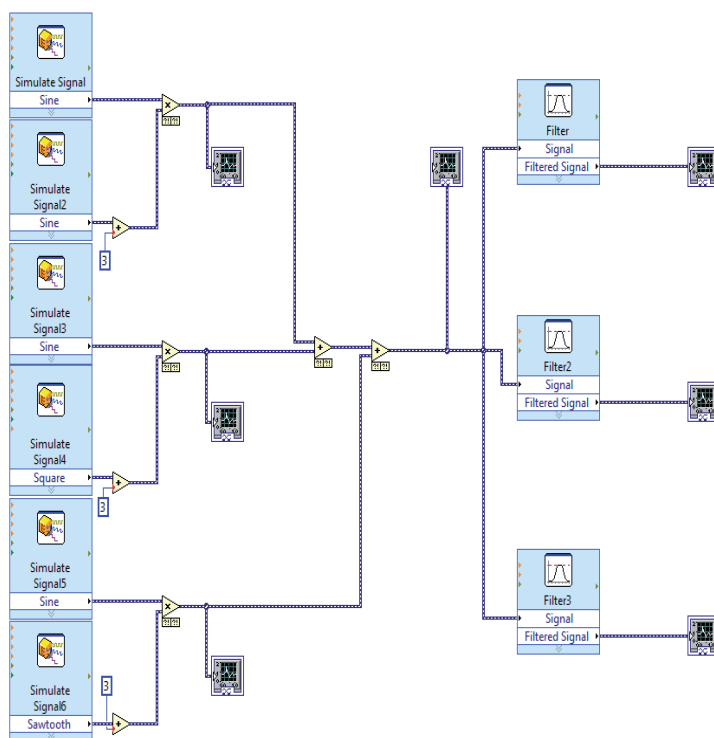 Simulate Signal
Sine
Simulate
Signal2
Sine
3
Simulate
Signal3
Sine
Simulate
Signal4
Square
3
Simulate
Signal5
Sine
Simulate
Signal6
Sawtooth
3
Filter
Signal
Filtered Signal
Filter2
Signal
Filtered Signal
Filter3
Signal
Filtered Signal